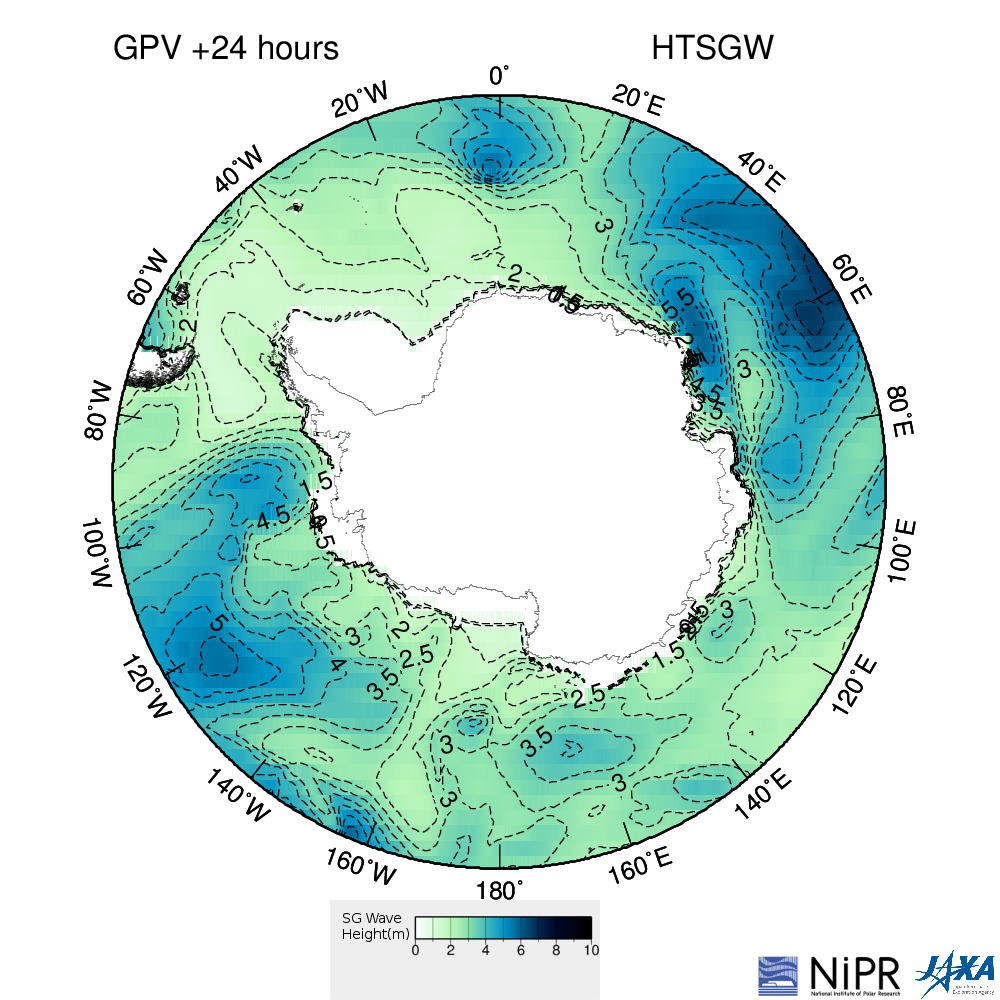 GPV +24 hours
HTSGW
0°
20°W
20°E
40°W
40°E
60°W
60°E
80°W
80°E
100°W
100°E
120°W
120°E
140°W
140°E
160°W
160°E
180°
3
2
0.5
5.5
2
2.5
3
4.5
3.5
1.5
4.5
0.5
5
3
2
4
2.5
3.5
3
1.5
2.5
3
3.5
3
3
SG Wave
Height(m)
0 2 4 6 8 10
NiPR
National Institute of Polar Research
JAXA
Japan Aerospace
Exploration Agency